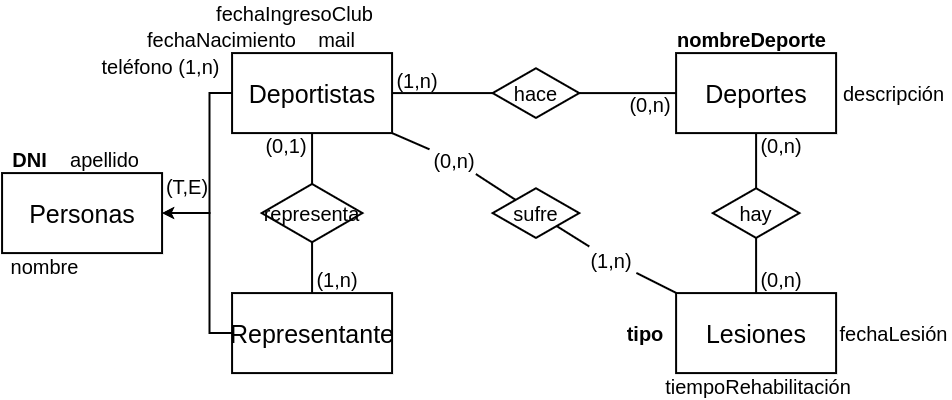 fechaIngresoClub
fechaNacimiento mail
nombreDeporte
teléfono (1,n)
Deportistas
(1,n)
hace
(0,n)
Deportes
descripción
(0,1)
(0,n)
(0,n)
DNI apellido
(T,E)
Personas
representa
sufre
hay
nombre
(1,n)
(1,n)
(0,n)
Representante
tipo
Lesiones
fechaLesión
tiempoRehabilitación